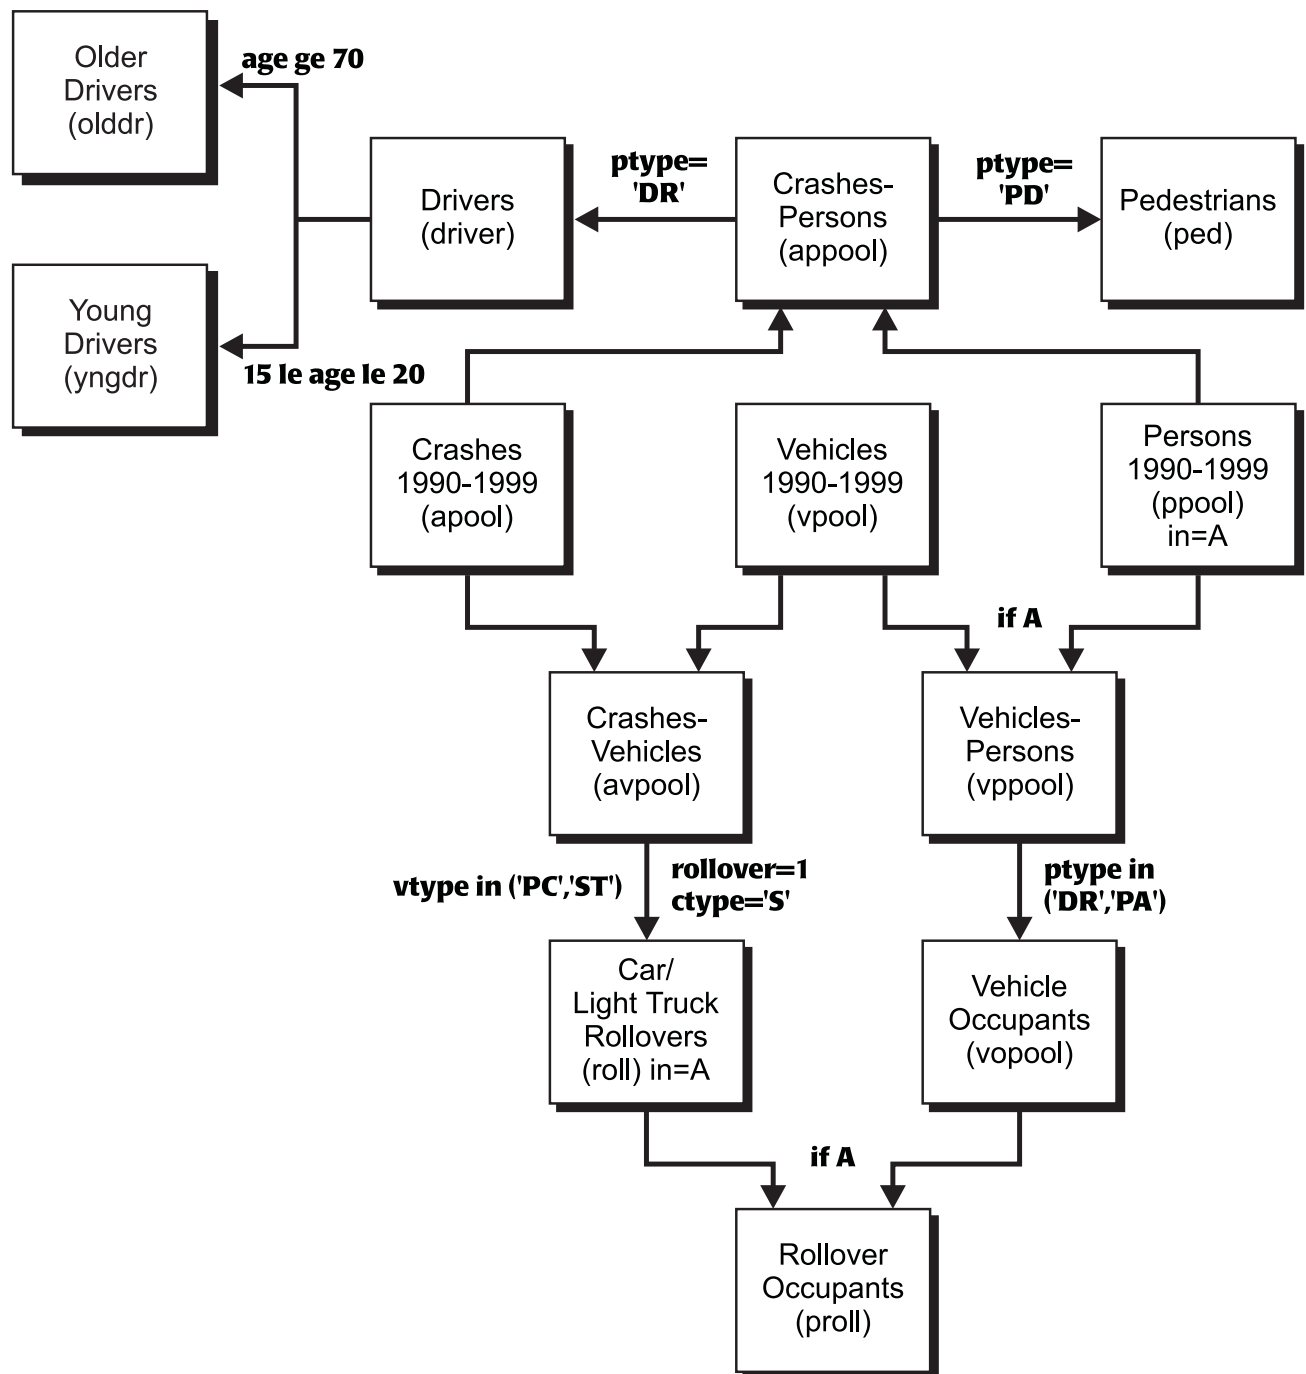 Older
Drivers
(olddr)
age ge 70
Drivers
(driver)
ptype=
'DR'
Crashes-
Persons
(appool)
ptype=
'PD'
Pedestrians
(ped)
Young
Drivers
(yngdr)
15 le age le 20
Crashes
1990-1999
(apool)
Vehicles
1990-1999
(vpool)
Persons
1990-1999
(ppool)
in=A
if A
Crashes-
Vehicles
(avpool)
Vehicles-
Persons
(vppool)
vtype in ('PC','ST')
rollover=1
ctype='S'
ptype in
('DR','PA')
Car/
Light Truck
Rollovers
(roll) in=A
Vehicle
Occupants
(vopool)
if A
Rollover
Occupants
(proll)